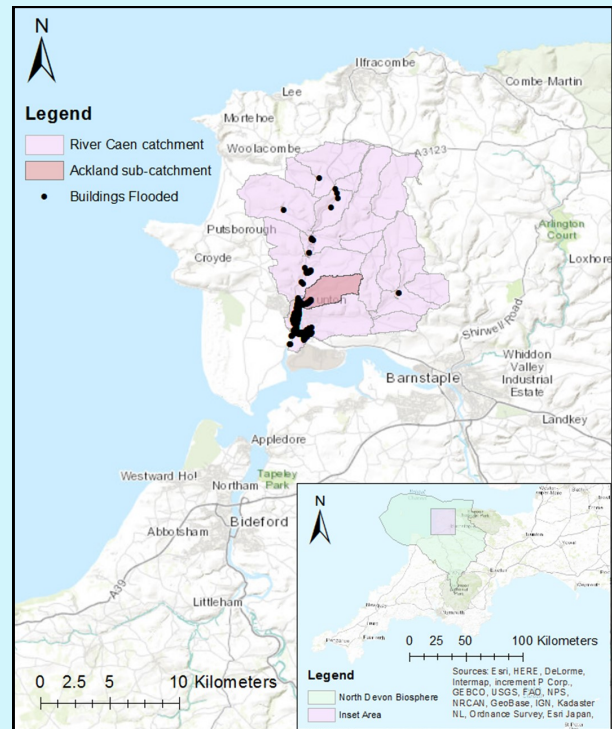 N
Ilfracombe
Lee
Combe-Martin
Legend
Mortehoe
River Caen catchment
Woolacombe
A3123
Ackland sub-catchment
Buildings Flooded
Putsborough
Arlington
Court
Croyde
Loxhore
Shirwell Road
Whiddon
Valley
Industrial
Estate
Barnstaple
Landkey
Appledore
Westward Ho!
Tapeley
Park
Northam
N
Bideford
Abbotsham
A39
Littleham
0 50 100 Kilometers
0 2.5 5 10 Kilometers
Legend
North Devon Biosphere
Inset Area
Sources: Esri, HERE, DeLorme,
Intermap, increment P Corp.,
GEBCO, USGS, FAO, NPS,
NRCAN, GeoBase, IGN, Kadaster
NL, Ordnance Survey, Esri Japan,